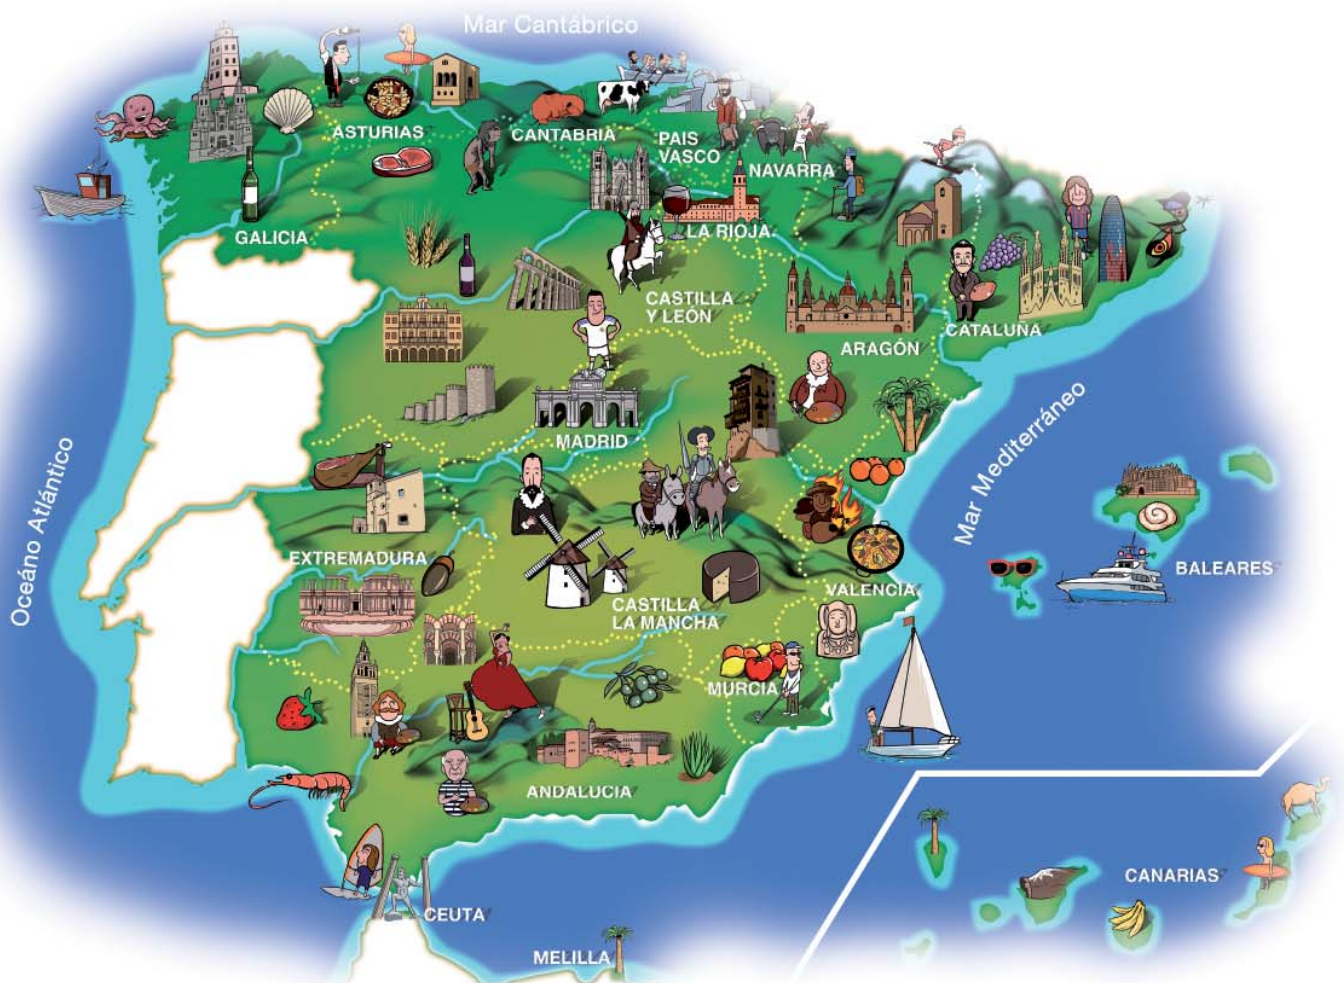 Mar Cantábrico
ASTURIAS
CANTABRIA
PAIS
VASCO
NAVARRA
GALICIA
LA RIOJA
CASTILLA
Y LEÓN
CATALUÑA
ARAGÓN
MADRID
Mar Mediterráneo
Océano Atlántico
EXTREMADURA
BALEARES
VALENCIA
CASTILLA
LA MANCHA
MURCIA
ANDALUCIA
CANARIAS
CEUTA
MELILLA